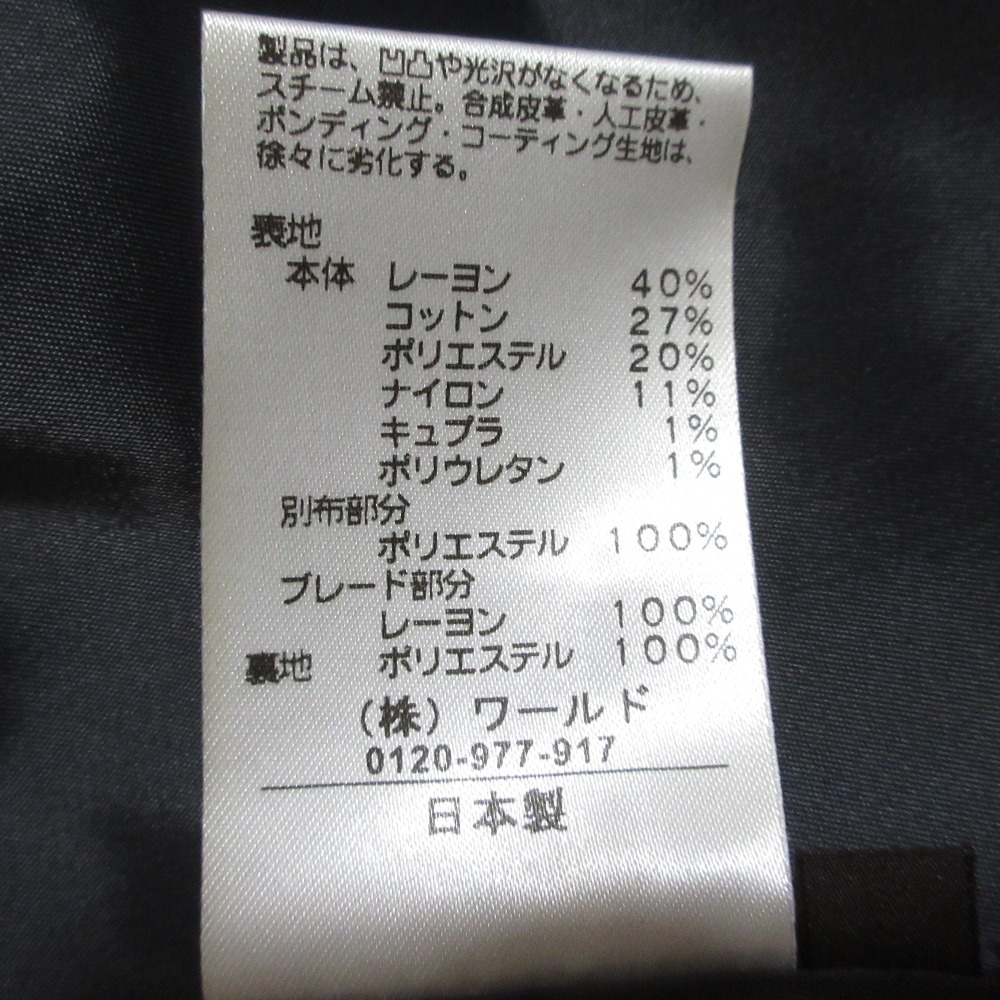 製品は、凹凸や光沢がなくなるため、
スチーム禁止。合成皮革・人工皮革・
ボンディング・コーティング生地は、
徐々に劣化する。
表地
本体 レーヨン 40%
コットン 27%
ポリエステル 20%
ナイロン 11%
キュプラ 1%
ポリウレタン 1%
別布部分
ポリエステル 100%
ブレード部分
レーヨン 100%
裏地 ポリエステル 100%
(株)ワールド
0120-977-917
日本製